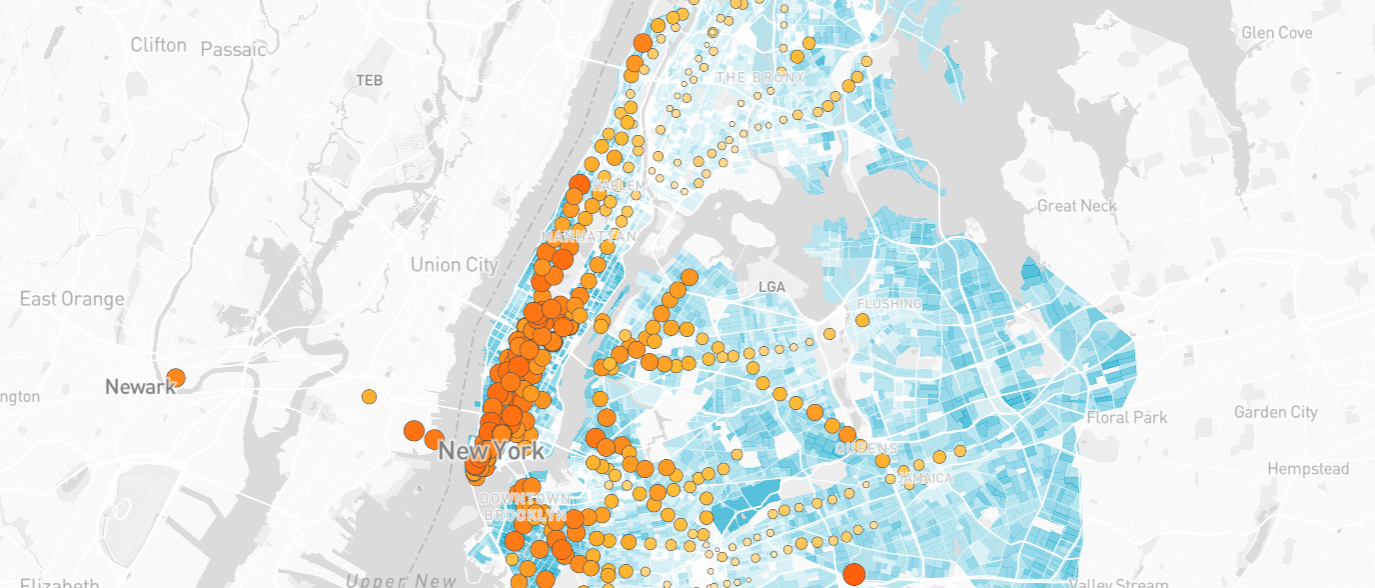 Clifton
Passaic
Glen Cove
TEB
THE BRONX
HARLEM
Great Neck
MANHATTAN
Union City
LGA
East Orange
FLUSHING
Newark
ngton
Floral Park
Garden City
New York
QUEENS
Hempstead
JAMAICA
DOWNTOWN
BROOKLYN
Elizabeth
Upper New
Valley Stream